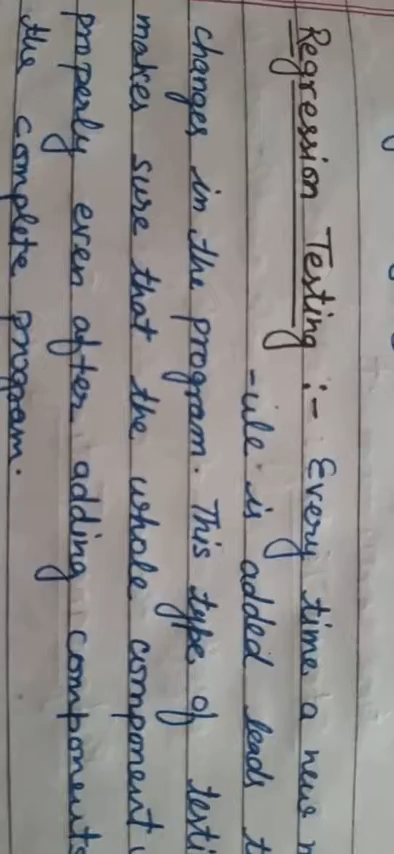 Regression Testing :- Every time a new
-ule is added leads
changes in the program. This type of testi
makes sure that the whole component
properly even after adding components
the complete program.